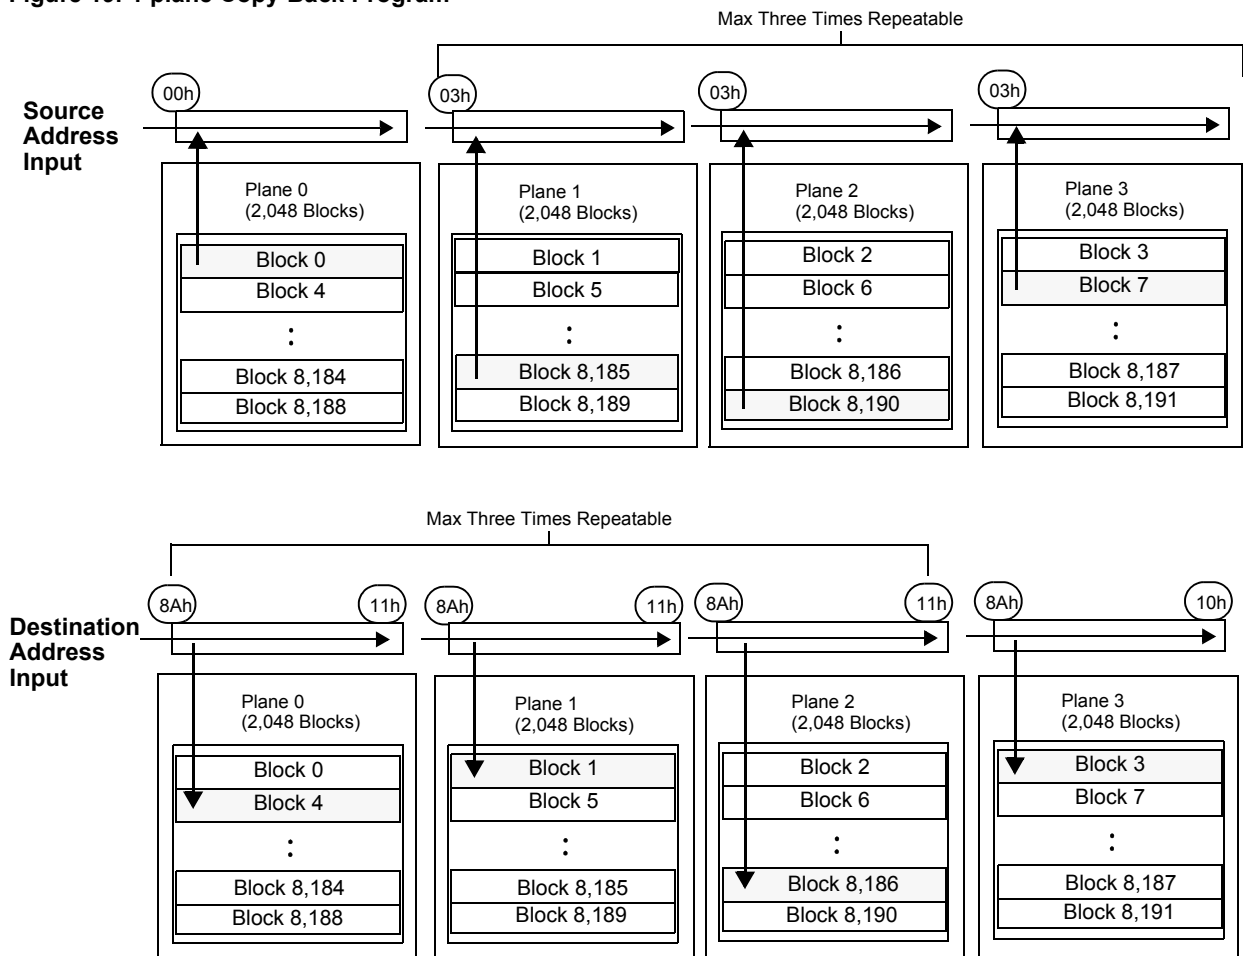 Max Three Times Repeatable
00h
03h
03h
03h
Source
Address
Input
Plane 0
(2,048 Blocks)
Block 0
Block 4
:
Block 8,184
Block 8,188
Plane 1
(2,048 Blocks)
Block 1
Block 5
:
Block 8,185
Block 8,189
Plane 2
(2,048 Blocks)
Block 2
Block 6
:
Block 8,186
Block 8,190
Plane 3
(2,048 Blocks)
Block 3
Block 7
:
Block 8,187
Block 8,191
Max Three Times Repeatable
8Ah
11h
8Ah
11h
8Ah
11h
8Ah
10h
Destination
Address
Input
Plane 0
(2,048 Blocks)
Block 0
Block 4
:
Block 8,184
Block 8,188
Plane 1
(2,048 Blocks)
Block 1
Block 5
:
Block 8,185
Block 8,189
Plane 2
(2,048 Blocks)
Block 2
Block 6
:
Block 8,186
Block 8,190
Plane 3
(2,048 Blocks)
Block 3
Block 7
:
Block 8,187
Block 8,191